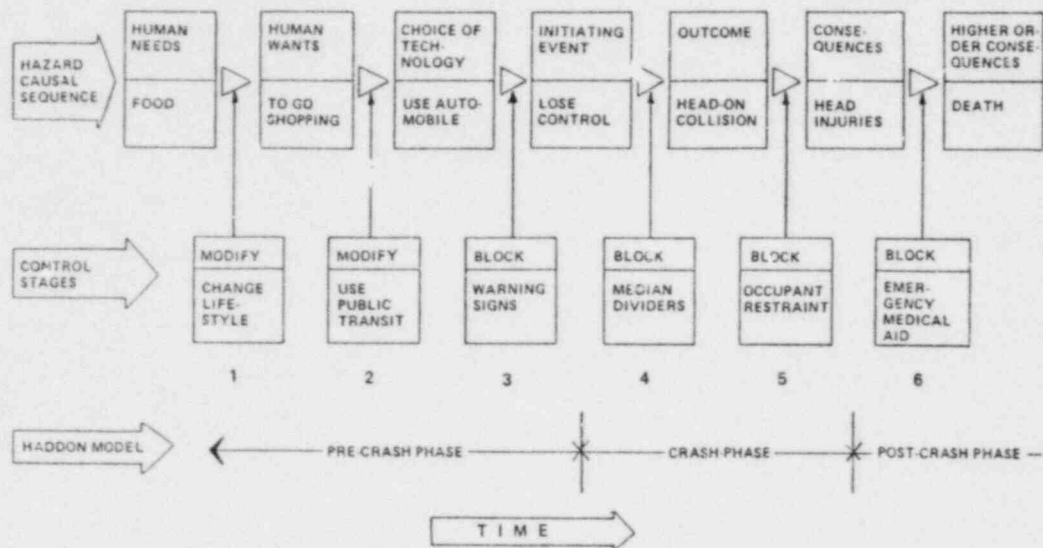 HAZARD
CAUSAL
SEQUENCE
HUMAN
NEEDS
FOOD
HUMAN
WANTS
TO GO
SHOPPING
CHOICE OF
TECH-
NOLOGY
USE AUTO-
MOBILE
INITIATING
EVENT
LOSE
CONTROL
OUTCOME
HEAD-ON
COLLISION
CONSE-
QUENCES
HEAD
INJURIES
HIGHER OR-
DER CONSE-
QUENCES
DEATH
CONTROL
STAGES
MODIFY
CHANGE
LIFE-
STYLE
1
MODIFY
USE
PUBLIC
TRANSIT
2
BLOCK
WARNING
SIGNS
3
BLOCK
MEDIAN
DIVIDERS
4
BLOCK
OCCUPANT
RESTRAINT
5
BLOCK
EMER-
GENCY
MEDICAL
AID
6
HADDON MODEL
PRE-CRASH PHASE
CRASH PHASE
POST-CRASH PHASE
TIME